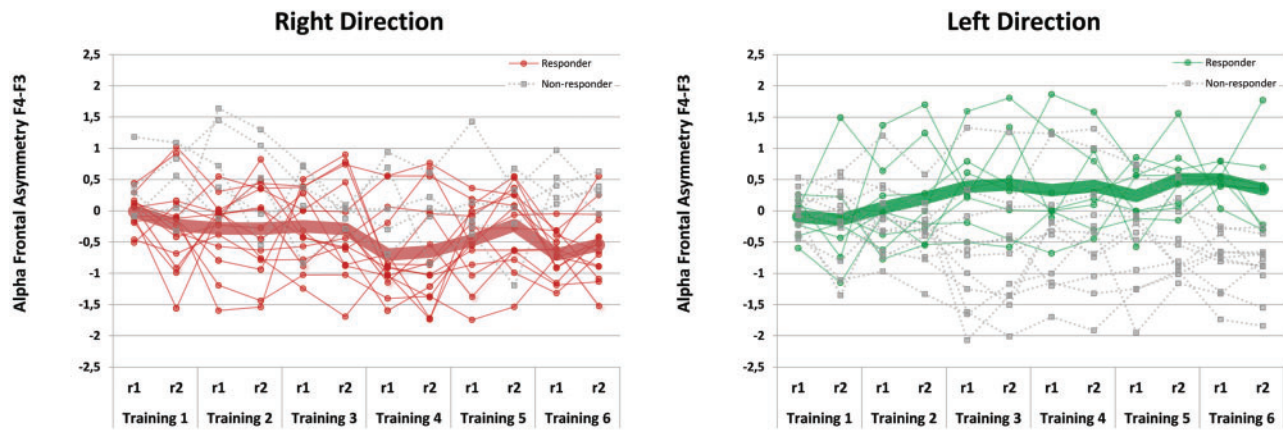 Right Direction
Alpha Frontal Asymmetry F4-F3
2,5
2
1,5
1
0,5
0
-0,5
-1
-1,5
-2
-2,5
Responder
Non-responder
r1 r2 r1 r2 r1 r2 r1 r2 r1 r2 r1 r2
Training 1 Training 2 Training 3 Training 4 Training 5 Training 6
Left Direction
Alpha Frontal Asymmetry F4-F3
2,5
2
1,5
1
0,5
0
-0,5
-1
-1,5
-2
-2,5
Responder
Non-responder
r1 r2 r1 r2 r1 r2 r1 r2 r1 r2 r1 r2
Training 1 Training 2 Training 3 Training 4 Training 5 Training 6